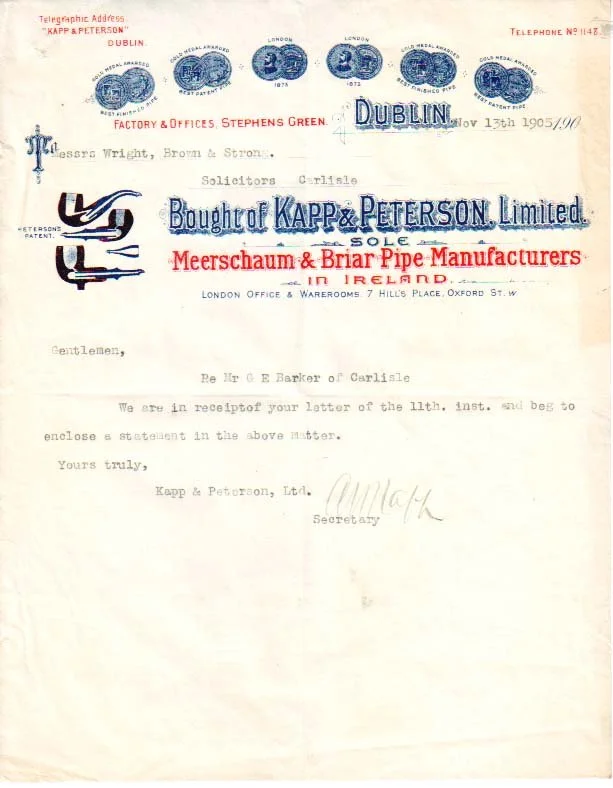 Telegraphic Address
"KAPP & PETERSON"
DUBLIN.
TELEPHONE No 1143.
GOLD MEDAL AWARDED
BEST FINISHED PIPE
GOLD MEDAL AWARDED
BEST PATENT PIPE
LONDON
1873
LONDON
1873
GOLD MEDAL AWARDED
BEST FINISHED PIPE
GOLD MEDAL AWARDED
BEST PATENT PIPE
FACTORY & OFFICES, STEPHENS GREEN.
DUBLIN
Nov 13th 1905/190
To Messrs Wright, Brown & Strong.
Solicitors Carlisle
PETERSONS
PATENT.
Bought of KAPP & PETERSON. Limited.
SOLE
Meerschaum & Briar Pipe Manufacturers
IN IRELAND.
LONDON OFFICE & WAREROOMS 7 HILL'S PLACE, OXFORD ST. W
Gentlemen,
Re Mr G E Barker of Carlisle
We are in receiptof your letter of the 11th. inst. and beg to
enclose a statement in the above Matter.
Yours truly,
Kapp & Peterson, Ltd.
Secretary